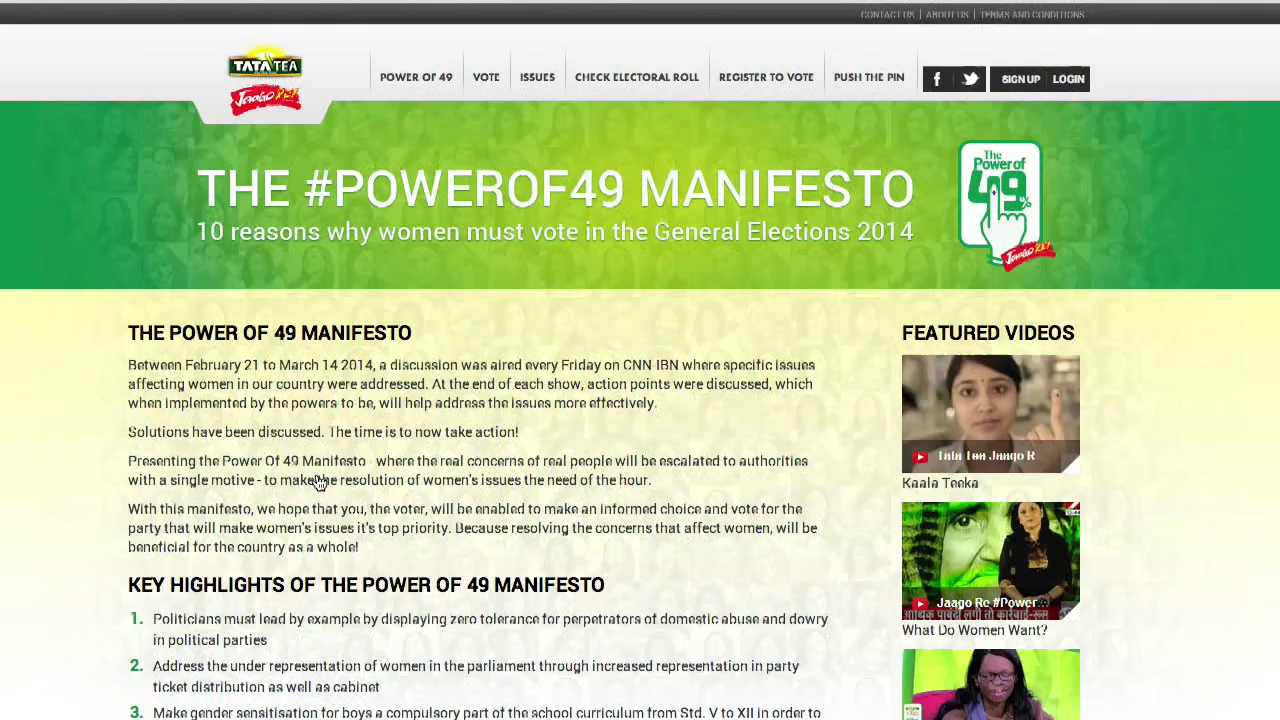 CONTACT US | ABOUT US | TERMS AND CONDITIONS
TATA TEA
Jaago Re!
POWER OF 49
VOTE
ISSUES
CHECK ELECTORAL ROLL
REGISTER TO VOTE
PUSH THE PIN
SIGN UP
LOGIN
THE #POWEROF49 MANIFESTO
10 reasons why women must vote in the General Elections 2014
The
Power of
49%
Jaago Re!
THE POWER OF 49 MANIFESTO
Between February 21 to March 14 2014, a discussion was aired every Friday on CNN-IBN where specific issues
affecting women in our country were addressed. At the end of each show, action points were discussed, which
when implemented by the powers-to-be, will help address the issues more effectively.
Solutions have been discussed. The time is to now take action!
Presenting the Power Of 49 Manifesto - where the real concerns of real people will be escalated to authorities
with a single motive - to make the resolution of women's issues the need of the hour.
With this manifesto, we hope that you, the voter, will be enabled to make an informed choice and vote for the
party that will make women's issues it's top priority. Because resolving the concerns that affect women, will be
beneficial for the country as a whole!
KEY HIGHLIGHTS OF THE POWER OF 49 MANIFESTO
1. Politicians must lead by example by displaying zero tolerance for perpetrators of domestic abuse and dowry
in political parties
2. Address the under representation of women in the parliament through increased representation in party
ticket distribution as well as cabinet
3. Make gender sensitisation for boys a compulsory part of the school curriculum from Std. V to XII in order to
FEATURED VIDEOS
Tata Tea Jaago R
Kaala Teeka
Jaago Re #Power
What Do Women Want?